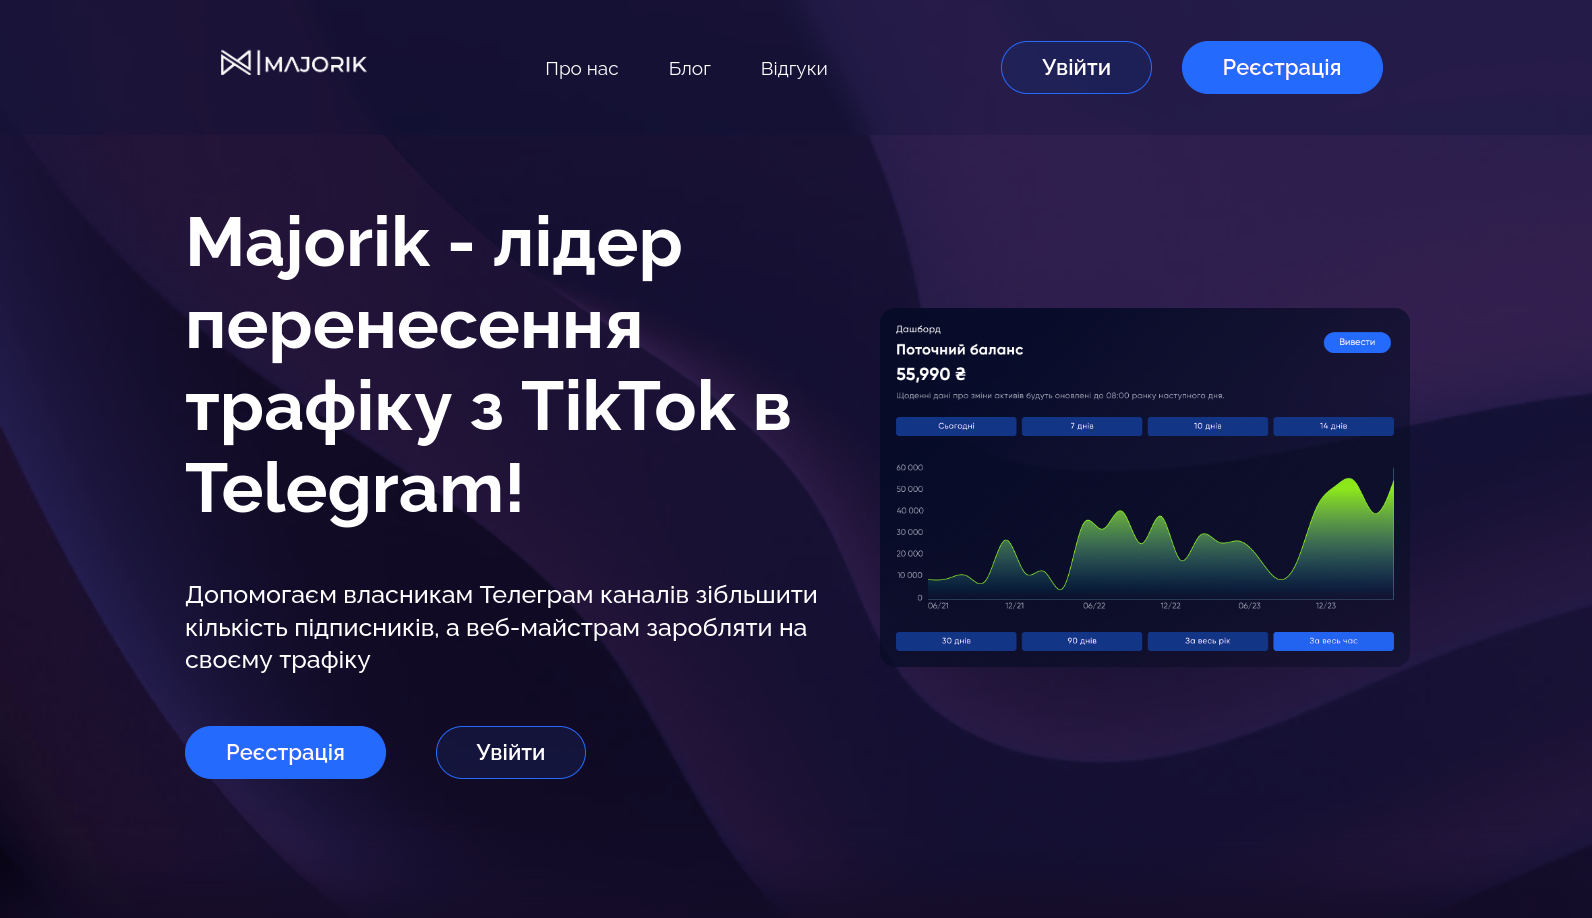 MAJORIK
Про нас
Блог
Відгуки
Увійти
Реєстрація
Majorik - лідер
перенесення
трафіку з TikTok в
Telegram!
Допомогаєм власникам Телеграм каналів збільшити
кількість підписників, а веб-майстрам заробляти на
своєму трафіку
Реєстрація
Увійти
Дашборд
Поточний баланс
55,990 ₴
Вивести
Щоденні дані про зміни активів будуть оновлені до 08:00 ранку наступного дня.
Сьогодні
7 днів
10 днів
14 днів
60 000
50 000
40 000
30 000
20 000
10 000
0
06/21
12/21
06/22
12/22
06/23
12/23
30 днів
90 днів
За весь рік
За весь час